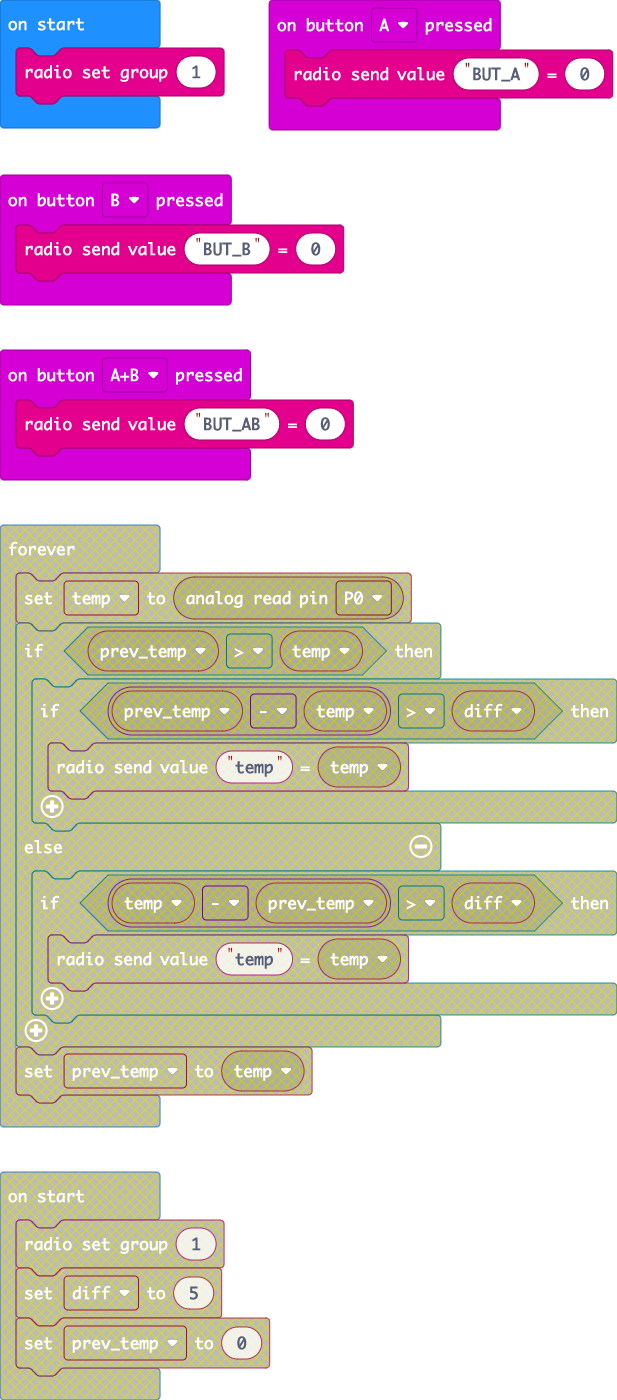 on start
radio set group 1
on button A pressed
radio send value "BUT_A" = 0
on button B pressed
radio send value "BUT_B" = 0
on button A+B pressed
radio send value "BUT_AB" = 0
forever
set temp to analog read pin P0
if prev_temp > temp then
if prev_temp - temp > diff then
radio send value "temp" = temp
else
if temp - prev_temp > diff then
radio send value "temp" = temp
set prev_temp to temp
on start
radio set group 1
set diff to 5
set prev_temp to 0